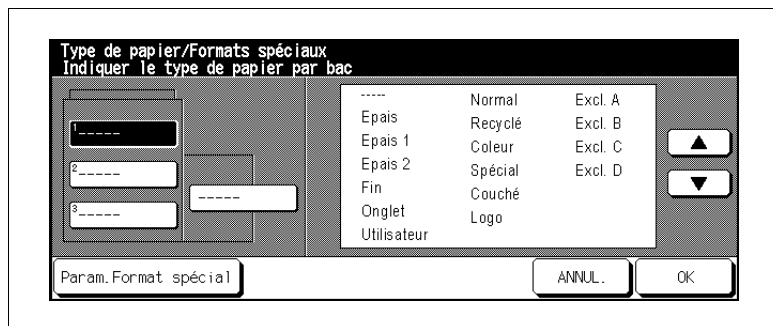 Type de papier/Formats spéciaux
Indiquer le type de papier par bac
1-----
2-----
3-----
-----
-----
Epais
Epais 1
Epais 2
Fin
Onglet
Utilisateur
Normal
Recyclé
Coleur
Spécial
Couché
Logo
Excl. A
Excl. B
Excl. C
Excl. D
Param.Format spécial
ANNUL.
OK